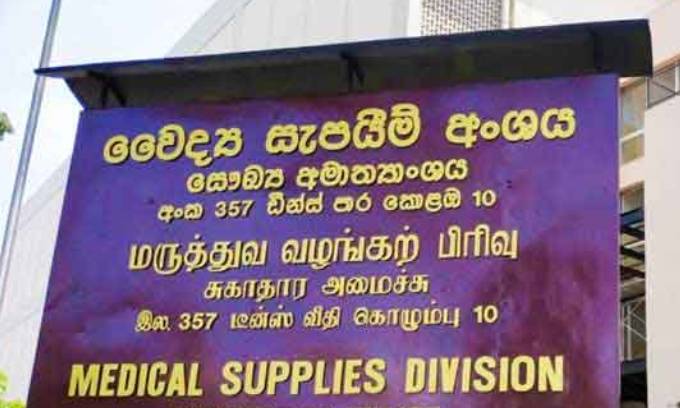 වෛද්‍ය සැපයීම් අංශය
සෞඛ්‍ය අමාත්‍යාංශය
අංක 357 ඩීන්ස් පාර කොළඹ 10
மருத்துவ வழங்கற் பிரிவு
சுகாதார அமைச்சு
இல. 357 டீன்ஸ் வீதி கொழும்பு 10
MEDICAL SUPPLIES DIVISION